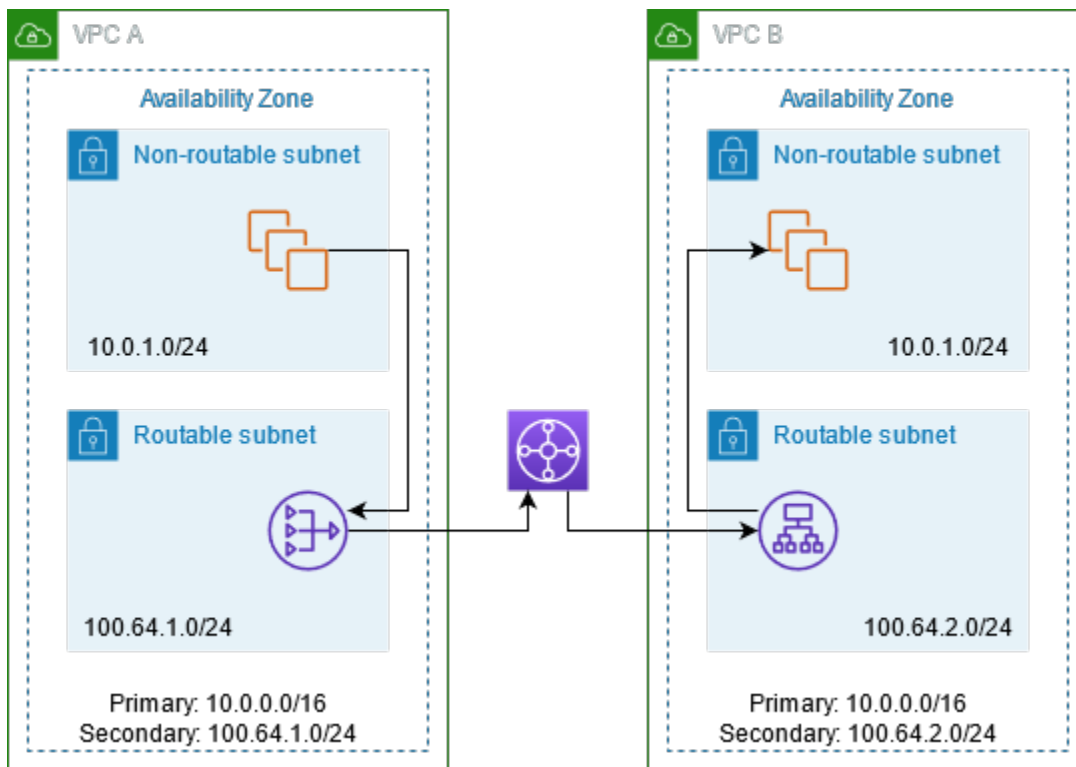 VPC A
Availability Zone
Non-routable subnet
10.0.1.0/24
Routable subnet
100.64.1.0/24
Primary: 10.0.0.0/16
Secondary: 100.64.1.0/24
VPC B
Availability Zone
Non-routable subnet
10.0.1.0/24
Routable subnet
100.64.2.0/24
Primary: 10.0.0.0/16
Secondary: 100.64.2.0/24